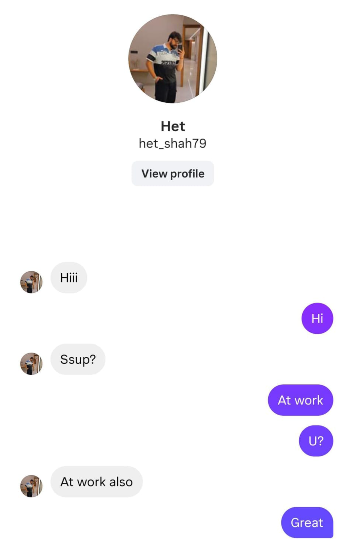 Het
het_shah79
View profile
Hiii
Hi
Ssup?
At work
U?
At work also
Great